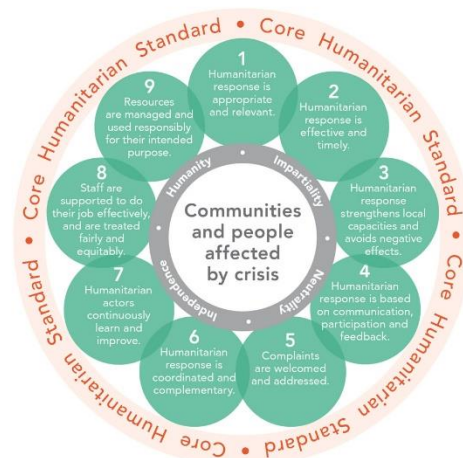 Core Humanitarian Standard • Core Humanitarian Standard • Core Humanitarian Standard • Core Humanitarian Standard •
1
Humanitarian
response is
appropriate
and relevant.
2
Humanitarian
response is
effective and
timely.
3
Humanitarian
response
strengthens local
capacities and
avoids negative
effects.
4
Humanitarian
response is based
on communication,
participation and
feedback.
5
Complaints
are welcomed
and addressed.
6
Humanitarian
response is
coordinated and
complementary.
7
Humanitarian
actors
continuously
learn and
improve.
8
Staff are
supported to do
their job effectively,
and are treated
fairly and
equitably.
9
Resources
are managed and
used responsibly
for their intended
purpose.
Humanity • Impartiality • Neutrality • Independence •
Communities
and people
affected
by crisis